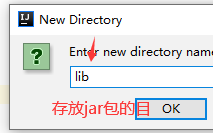 New Directory
Enter new directory name
lib
存放jar包的目
OK